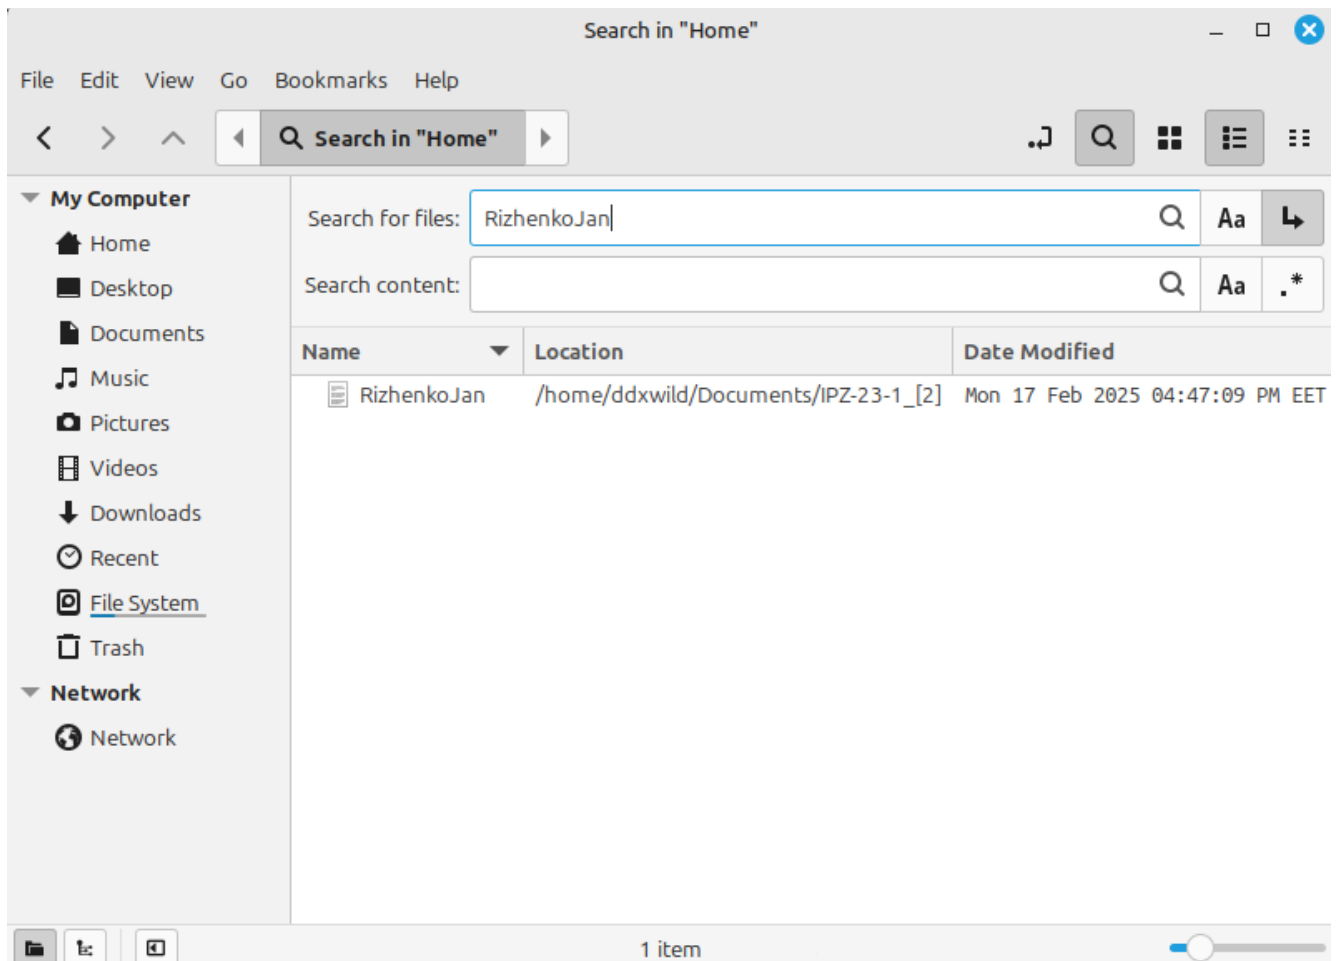 Search in "Home"
File Edit View Go Bookmarks Help
Search in "Home"
My Computer
Home
Desktop
Documents
Music
Pictures
Videos
Downloads
Recent
File System
Trash
Network
Network
Search for files: RizhenkoJan Aa
Search content: Aa .*
Name Location Date Modified
RizhenkoJan /home/ddxwild/Documents/IPZ-23-1_[2] Mon 17 Feb 2025 04:47:09 PM EET
1 item